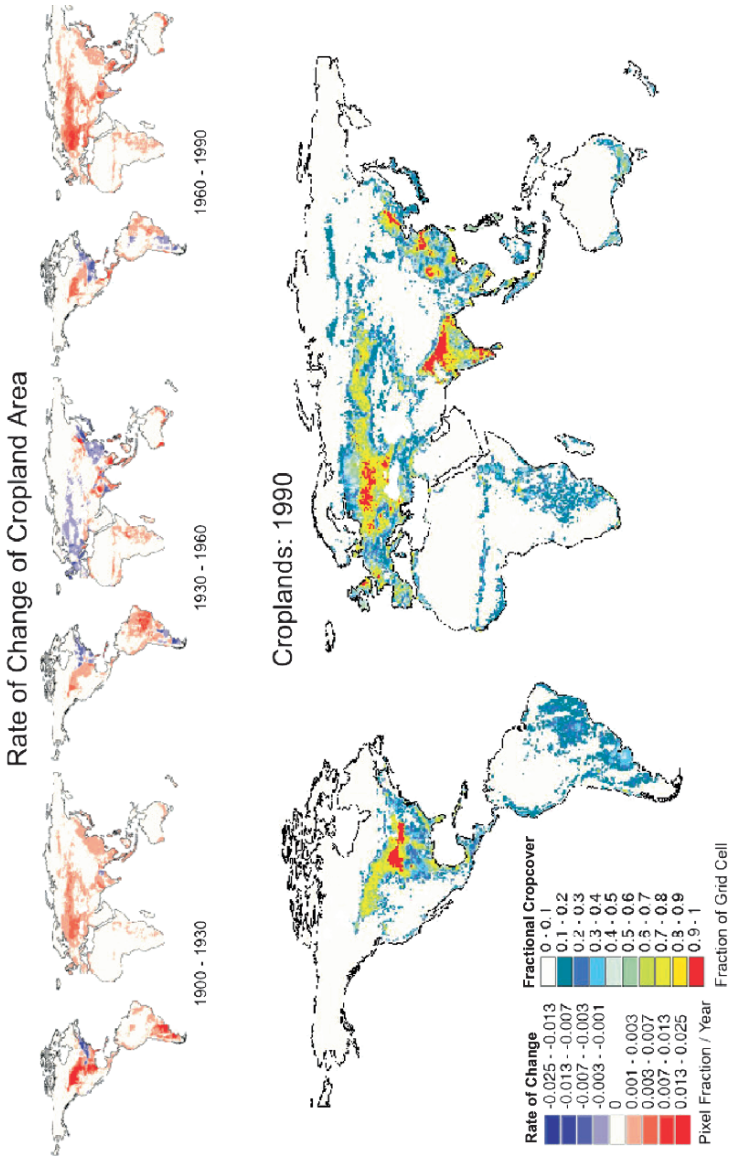 Rate of Change of Cropland Area
1900 - 1930
1930 - 1960
1960 - 1990
Croplands: 1990
Rate of Change
-0.025 - -0.013
-0.013 - -0.007
-0.007 - -0.003
-0.003 - -0.001
0
0.001 - 0.003
0.003 - 0.007
0.007 - 0.013
0.013 - 0.025
Pixel Fraction / Year
Fractional Cropcover
0 - 0.1
0.1 - 0.2
0.2 - 0.3
0.3 - 0.4
0.4 - 0.5
0.5 - 0.6
0.6 - 0.7
0.7 - 0.8
0.8 - 0.9
0.9 - 1
Fraction of Grid Cell